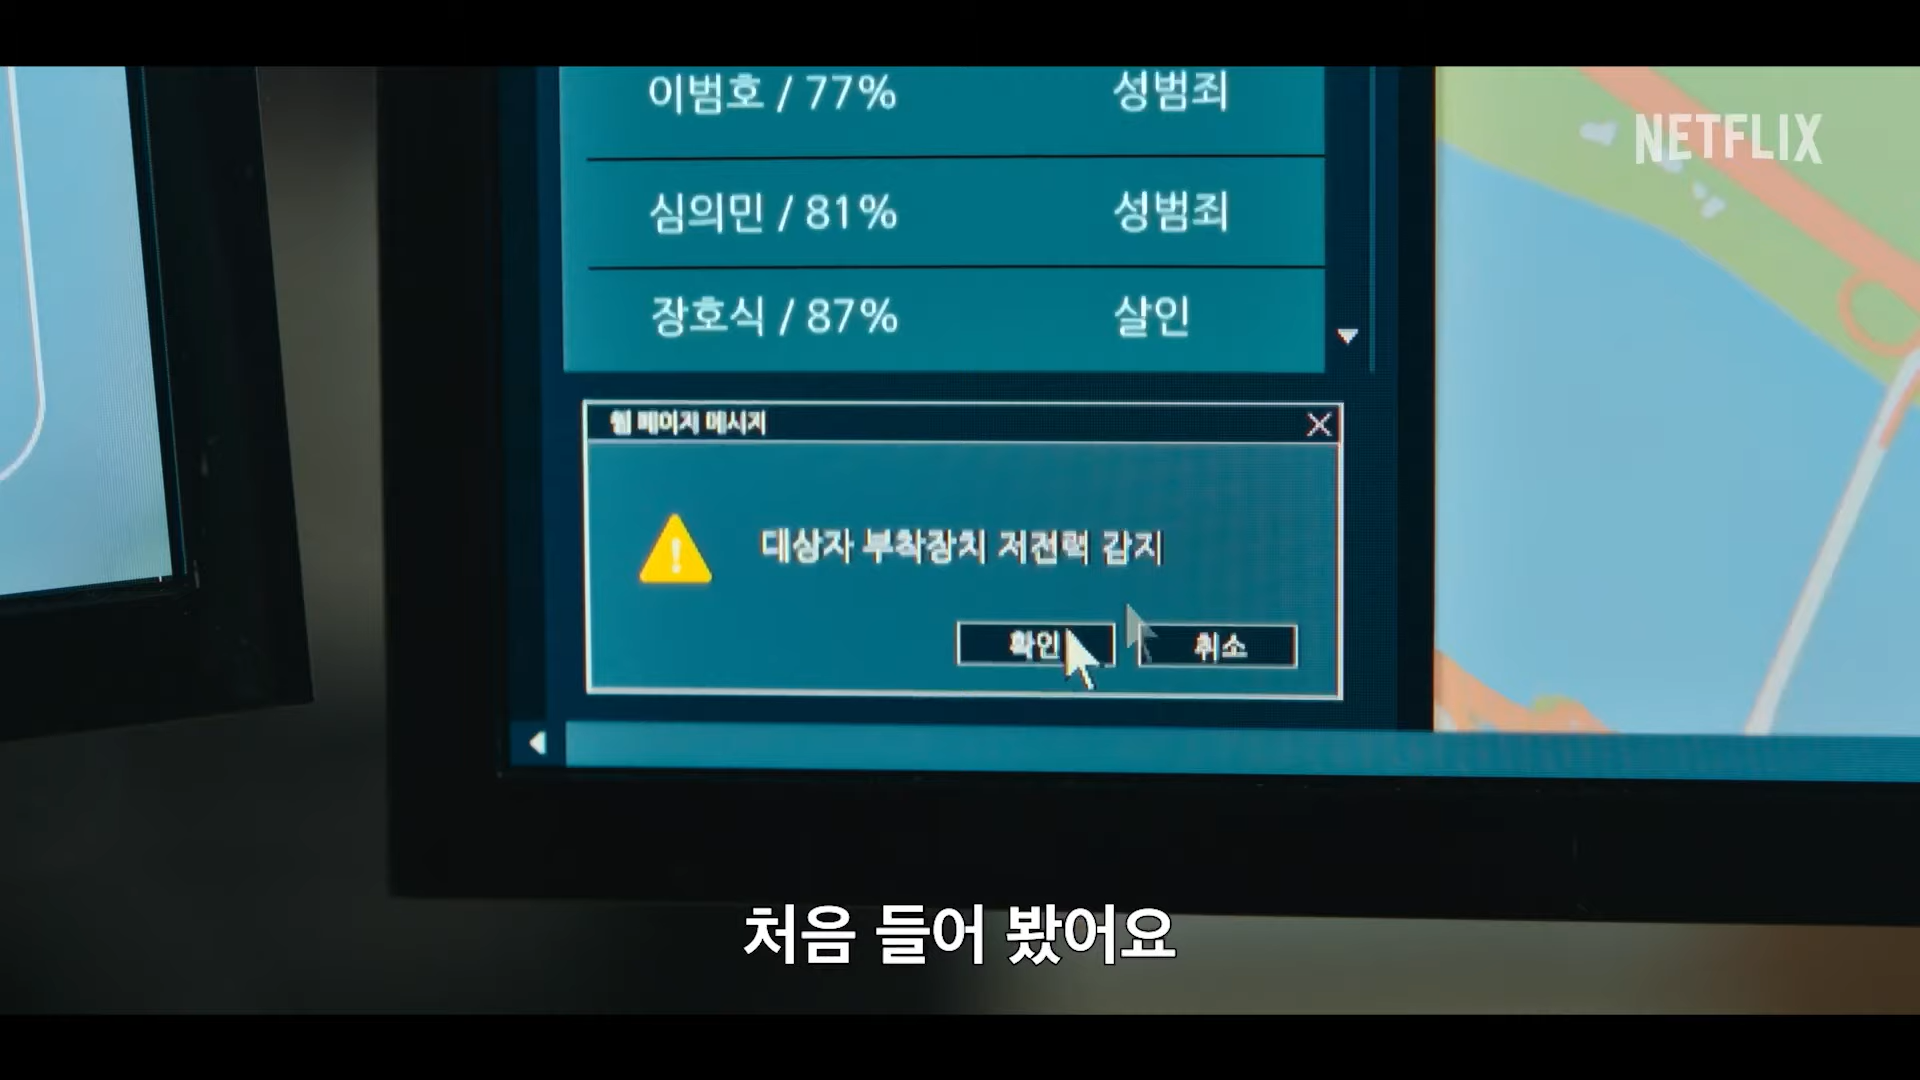 이범호 / 77% 성범죄
NETFLIX
심의민 / 81% 성범죄
장호식 / 87% 살인
웹 페이지 메시지
대상자 부착장치 저전력 감지
확인 취소
처음 들어 봤어요